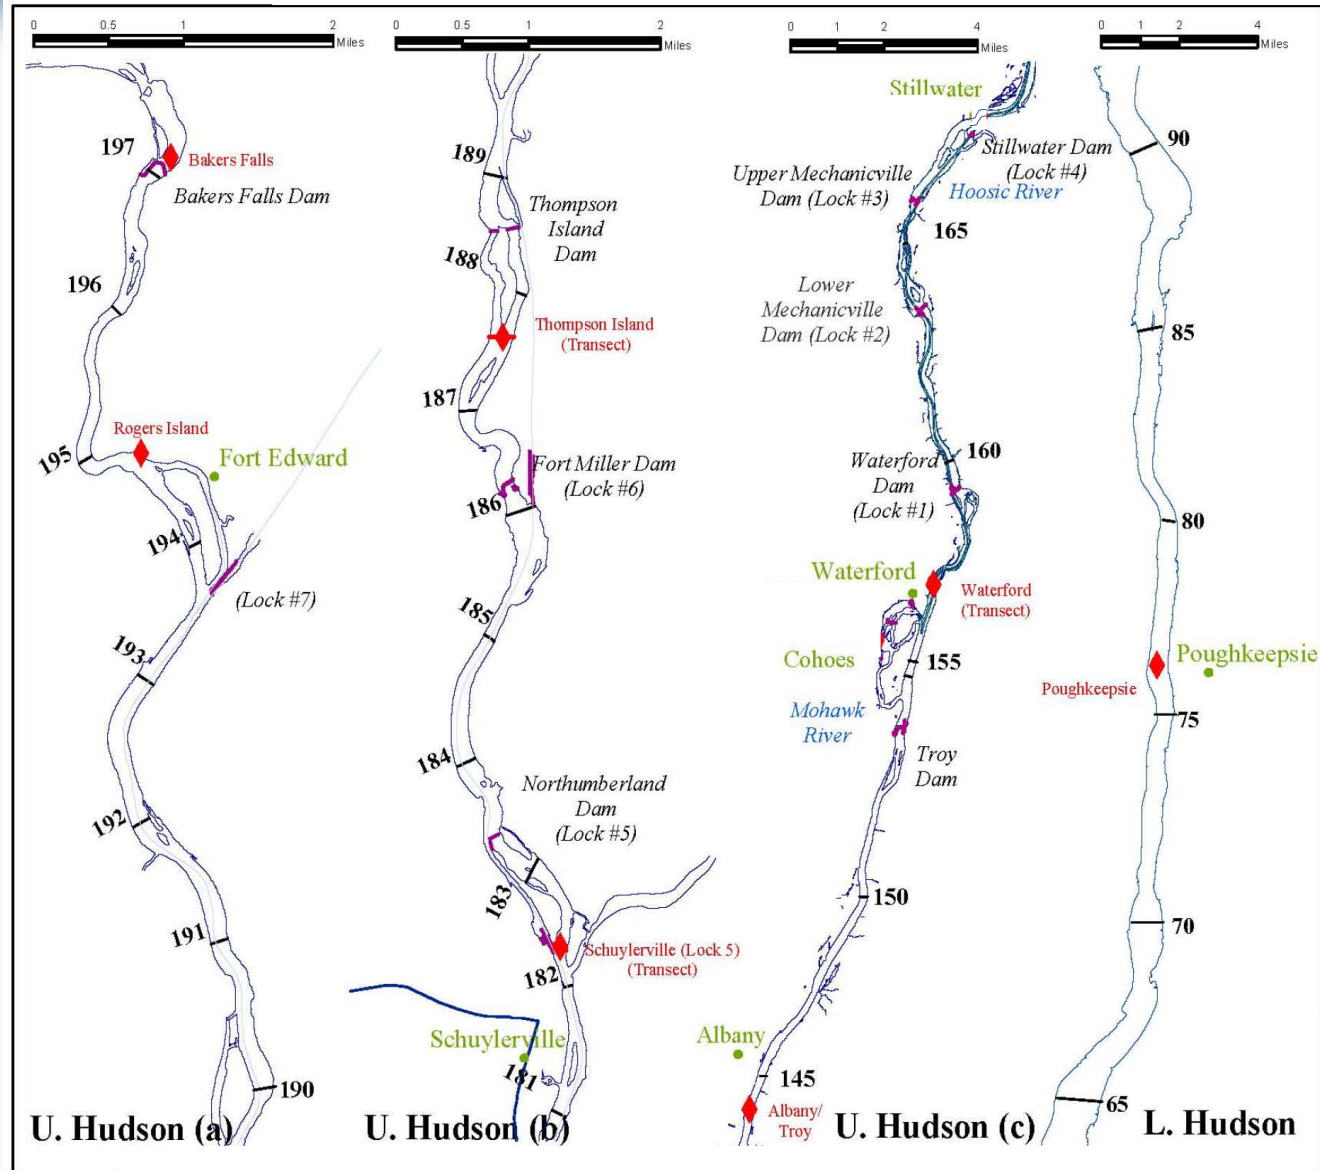 0 0.5 1 2
Miles
197
Bakers Falls
Bakers Falls Dam
196
Rogers Island
195
Fort Edward
194
(Lock #7)
193
192
191
190
U. Hudson (a)
0 0.5 1 2
Miles
189
Thompson
Island
Dam
188
Thompson Island
(Transect)
187
Fort Miller Dam
(Lock #6)
186
185
184
Northumberland
Dam
(Lock #5)
183
Schuylerville (Lock 5)
(Transect)
182
Schuylerville
181
U. Hudson (b)
0 1 2 4
Miles
Stillwater
Stillwater Dam
(Lock #4)
Upper Mechanicville
Dam (Lock #3)
Hoosic River
165
Lower
Mechanicville
Dam (Lock #2)
160
Waterford
Dam
(Lock #1)
Waterford
Waterford
(Transect)
Cohoes
155
Mohawk
River
Troy
Dam
150
Albany
145
Albany/
Troy
U. Hudson (c)
0 1 2 4
Miles
90
85
80
Poughkeepsie
Poughkeepsie
75
70
65
L. Hudson